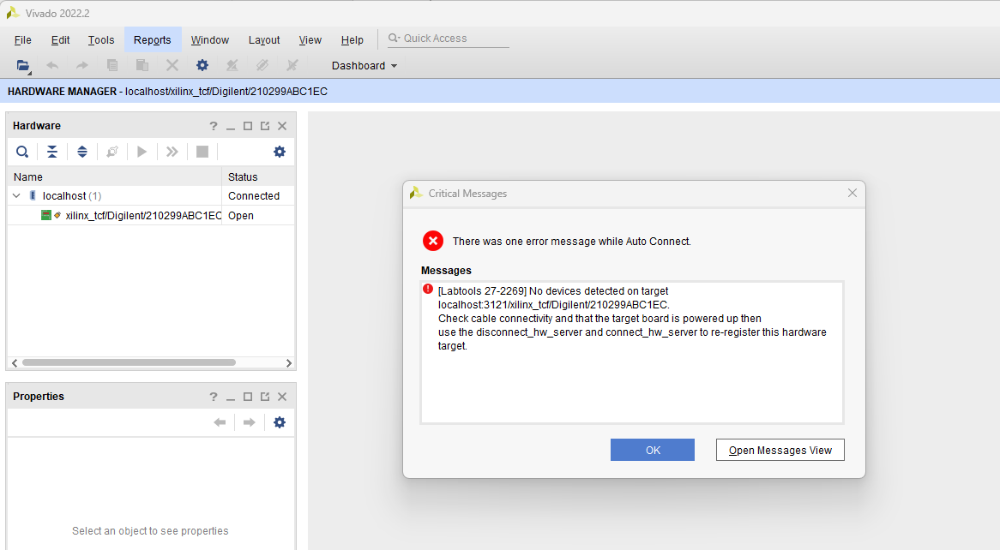 Vivado 2022.2
File Edit Tools Reports Window Layout View Help Quick Access
Dashboard
HARDWARE MANAGER - localhost/xilinx_tcf/Digilent/210299ABC1EC
Hardware
Name Status
localhost (1) Connected
xilinx_tcf/Digilent/210299ABC1EC Open
Properties
Select an object to see properties
Critical Messages
There was one error message while Auto Connect.
Messages
[Labtools 27-2269] No devices detected on target
localhost:3121/xilinx_tcf/Digilent/210299ABC1EC.
Check cable connectivity and that the target board is powered up then
use the disconnect_hw_server and connect_hw_server to re-register this hardware
target.
OK Open Messages View